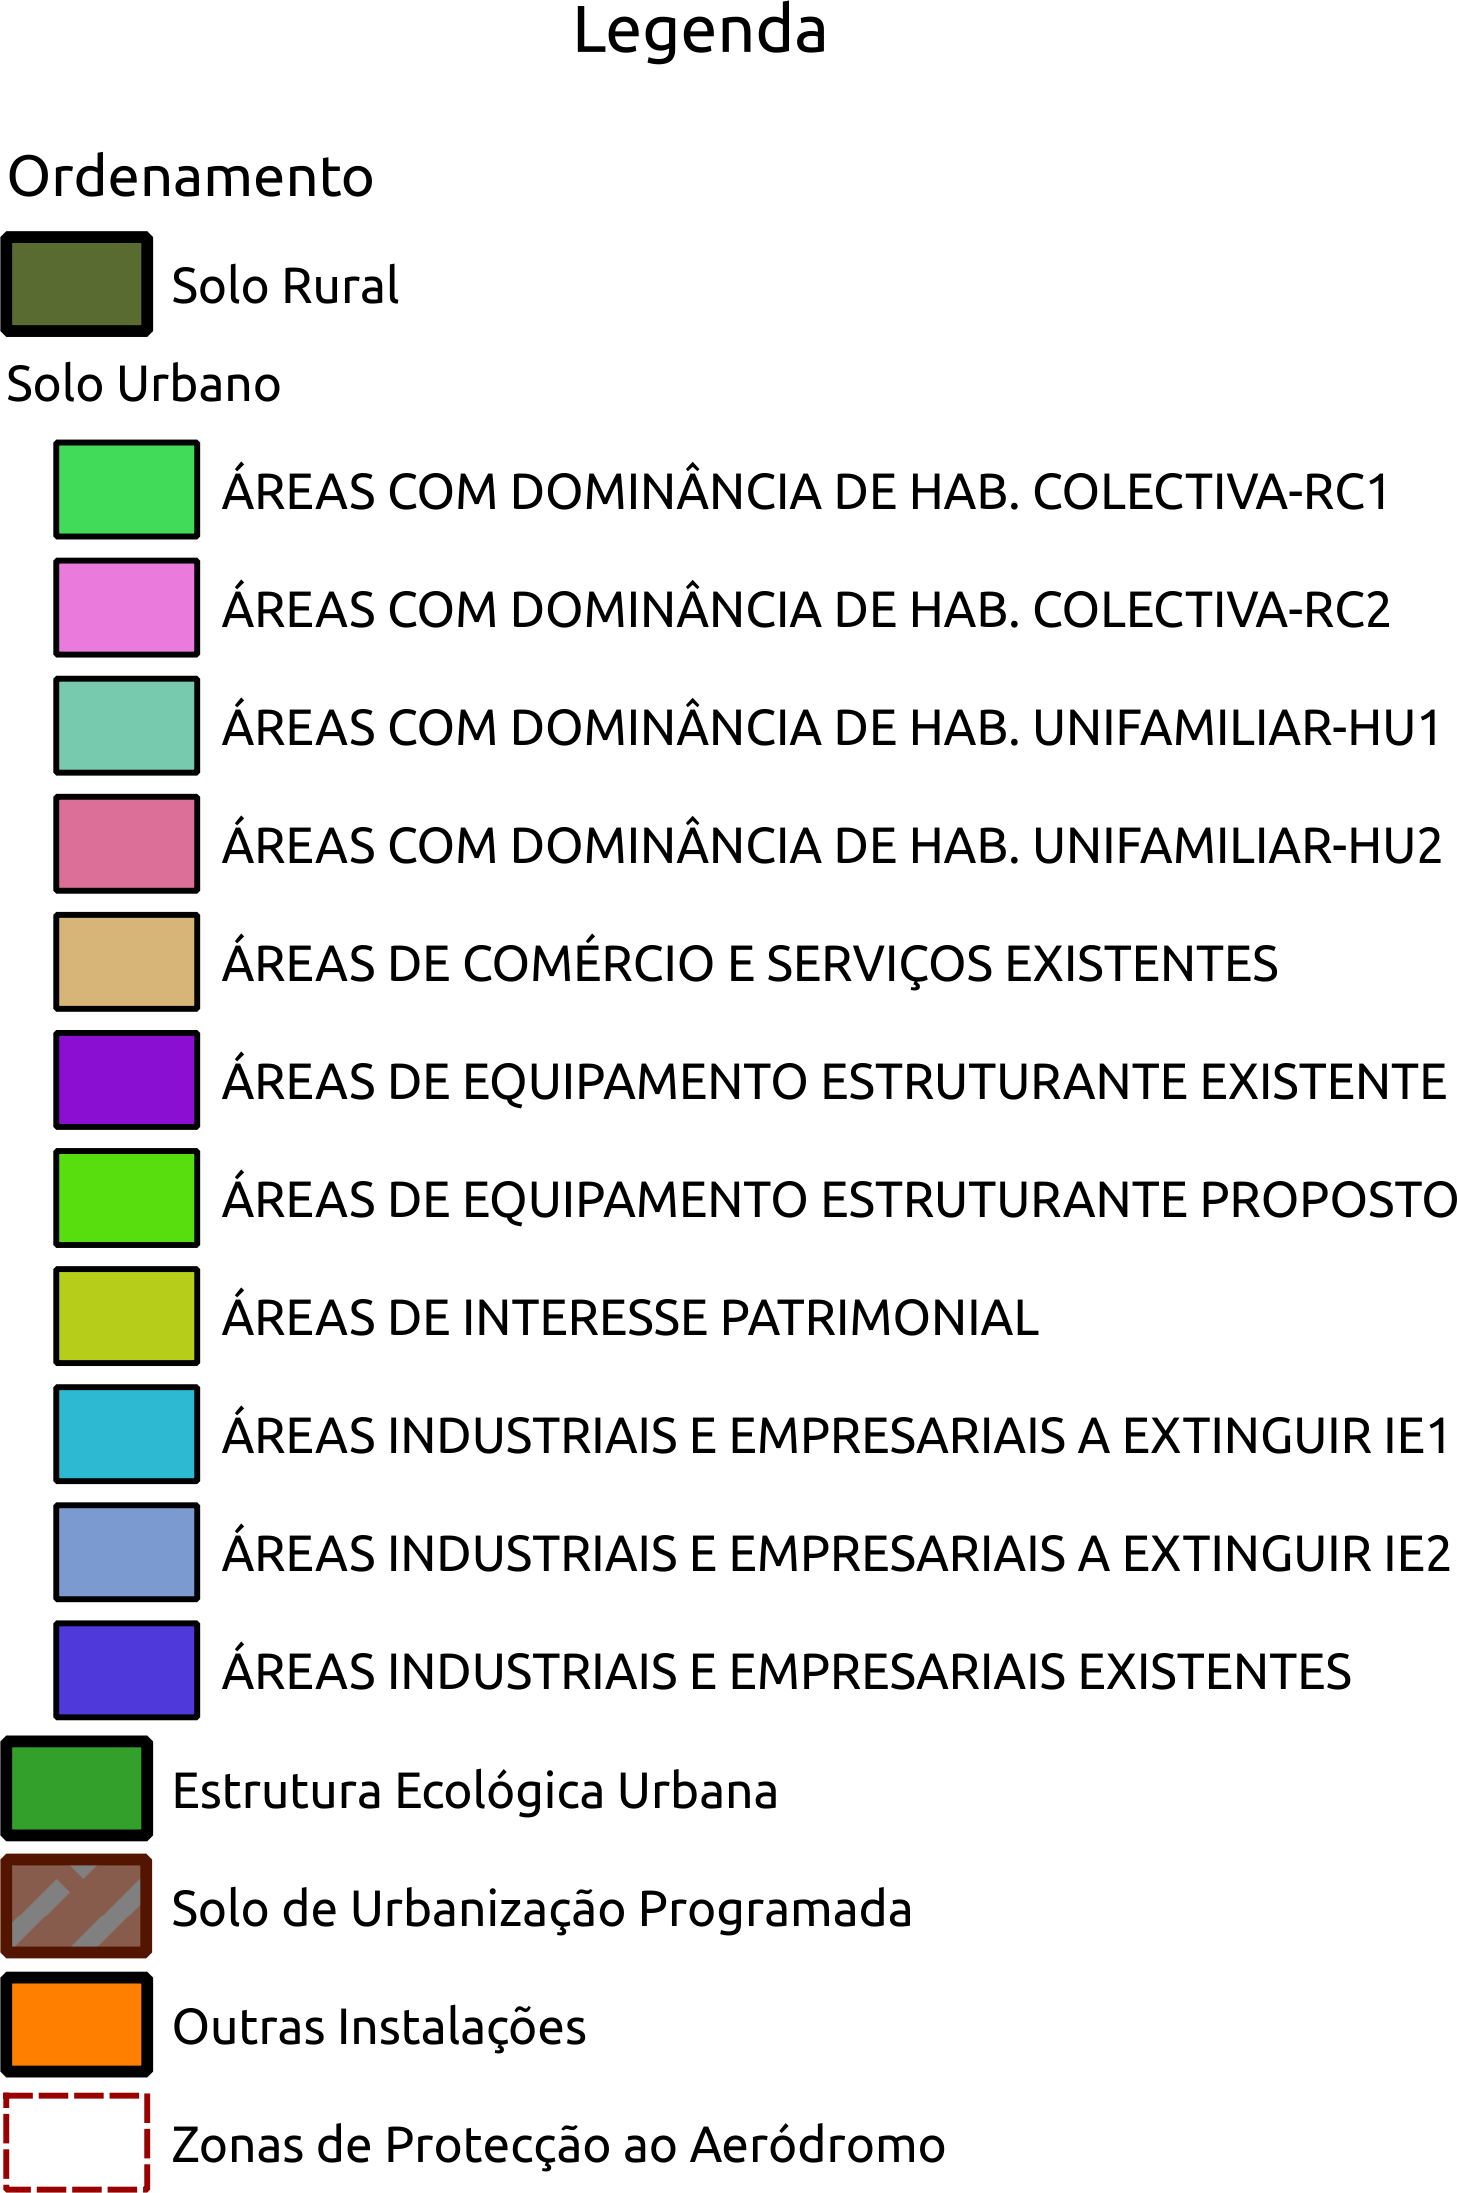 Legenda
Ordenamento
Solo Rural
Solo Urbano
ÁREAS COM DOMINÂNCIA DE HAB. COLECTIVA-RC1
ÁREAS COM DOMINÂNCIA DE HAB. COLECTIVA-RC2
ÁREAS COM DOMINÂNCIA DE HAB. UNIFAMILIAR-HU1
ÁREAS COM DOMINÂNCIA DE HAB. UNIFAMILIAR-HU2
ÁREAS DE COMÉRCIO E SERVIÇOS EXISTENTES
ÁREAS DE EQUIPAMENTO ESTRUTURANTE EXISTENTE
ÁREAS DE EQUIPAMENTO ESTRUTURANTE PROPOSTO
ÁREAS DE INTERESSE PATRIMONIAL
ÁREAS INDUSTRIAIS E EMPRESARIAIS A EXTINGUIR IE1
ÁREAS INDUSTRIAIS E EMPRESARIAIS A EXTINGUIR IE2
ÁREAS INDUSTRIAIS E EMPRESARIAIS EXISTENTES
Estrutura Ecológica Urbana
Solo de Urbanização Programada
Outras Instalações
Zonas de Protecção ao Aeródromo